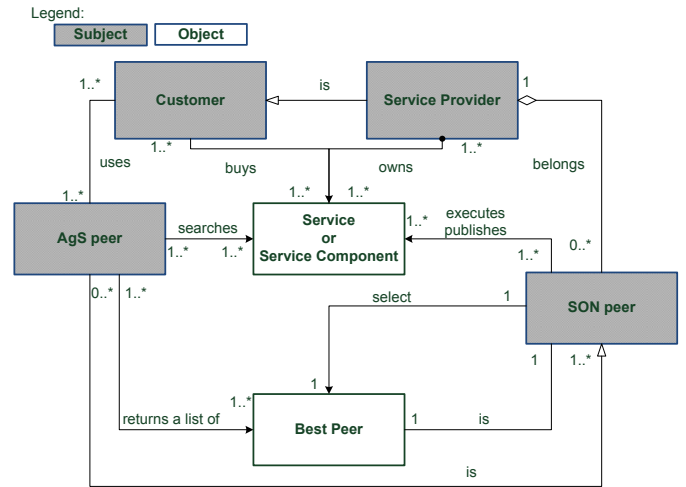 Legend:
Subject
Object
1..*
Customer
is
Service Provider
1
1..*
1..*
uses
buys
owns
belongs
1..*
1..*
1..*
AgS peer
searches
1..*
1..*
Service
or
Service Component
1..*
executes
publishes
1..*
0..*
0..*
1..*
select
1
SON peer
1
1..*
1
1..*
returns a list of
Best Peer
1
is
is